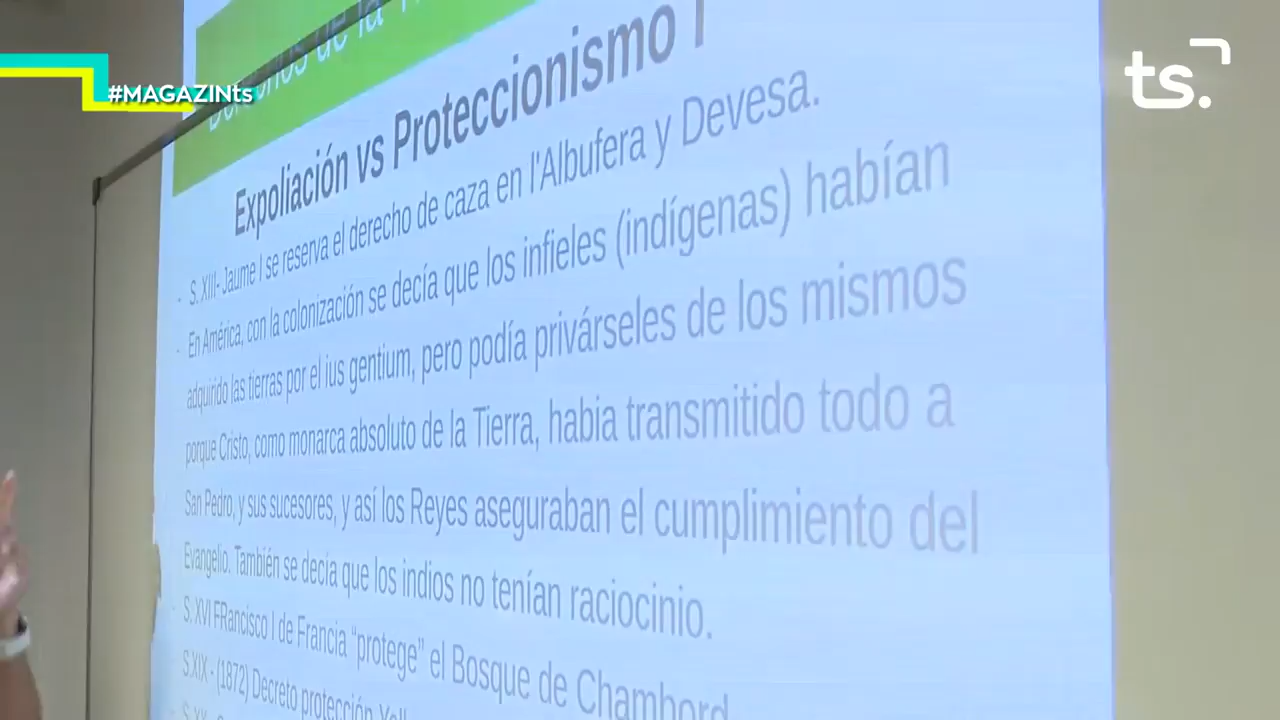 #MAGAZINts
ts.
de la
Expoliación vs Proteccionismo I
- S. XIII- Jaume I se reserva el derecho de caza en l'Albufera y Devesa.
- En América, con la colonización se decía que los infieles (indígenas) habían
adquirido las tierras por el ius gentium, pero podía privárseles de los mismos
porque Cristo, como monarca absoluto de la Tierra, habia transmitido todo a
San Pedro, y sus sucesores, y así los Reyes aseguraban el cumplimiento del
Evangelio. También se decía que los indios no tenían raciocinio.
S. XVI FRancisco I de Francia “protege” el Bosque de Chambord
S.XIX - (1872) Decreto protección